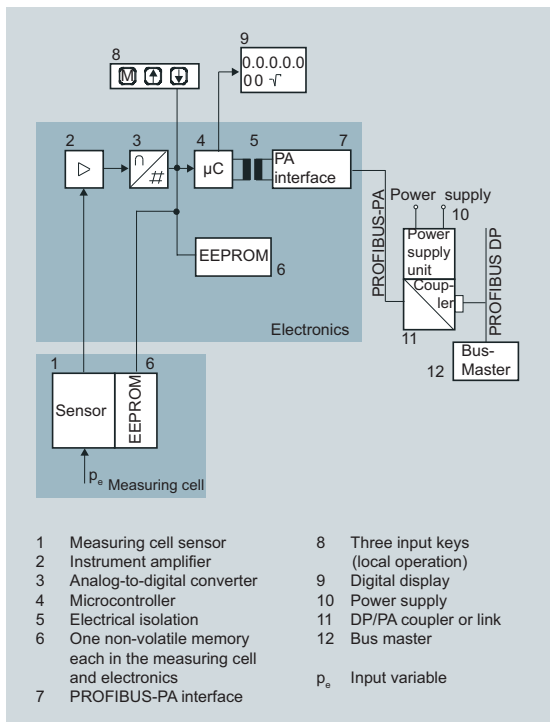 9
8
0.0.0.0.0
0 0 √
M
2
3
4
5
7
∩
#
µC
PA
interface
Power supply
10
PROFIBUS-PA
Power
supply
unit
PROFIBUS DP
EEPROM
6
Coup-
ler
11
Electronics
Bus-
Master
12
1
6
Sensor
EEPROM
pe Measuring cell
1 Measuring cell sensor
2 Instrument amplifier
3 Analog-to-digital converter
4 Microcontroller
5 Electrical isolation
6 One non-volatile memory
each in the measuring cell
and electronics
7 PROFIBUS-PA interface
8 Three input keys
(local operation)
9 Digital display
10 Power supply
11 DP/PA coupler or link
12 Bus master
pe Input variable